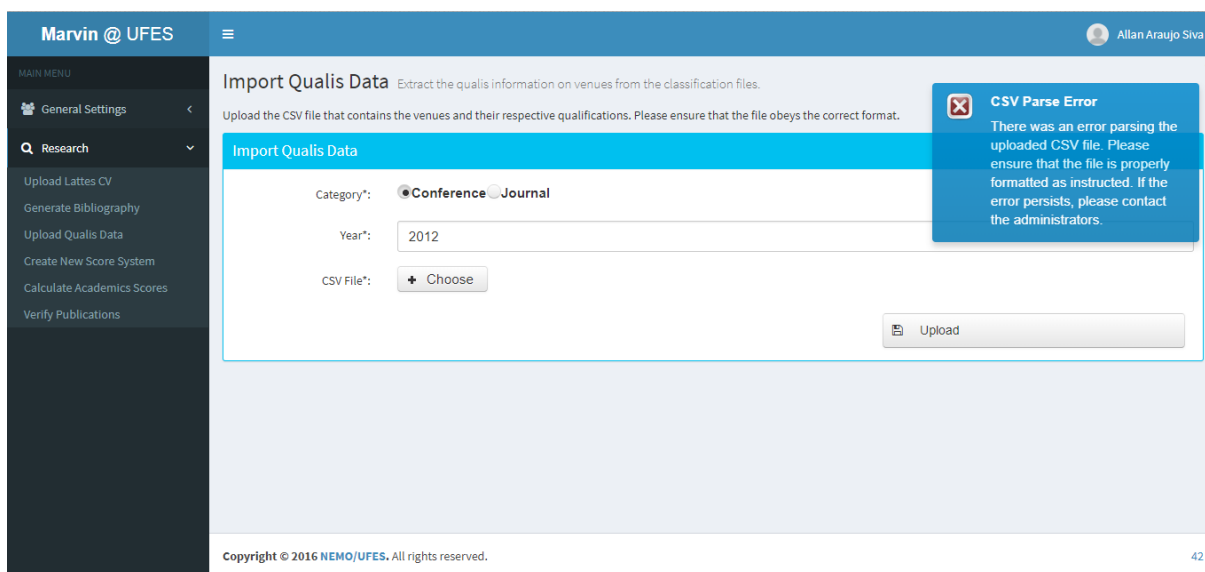 Marvin @ UFES
Allan Araujo Siva
MAIN MENU
General Settings
Research
Upload Lattes CV
Generate Bibliography
Upload Qualis Data
Create New Score System
Calculate Academics Scores
Verify Publications
Import Qualis Data Extract the qualis information on venues from the classification files.
Upload the CSV file that contains the venues and their respective qualifications. Please ensure that the file obeys the correct format.
Import Qualis Data
Category*: Conference Journal
Year*: 2012
CSV File*: + Choose
Upload
CSV Parse Error
There was an error parsing the
uploaded CSV file. Please
ensure that the file is properly
formatted as instructed. If the
error persists, please contact
the administrators.
Copyright © 2016 NEMO/UFES. All rights reserved.
42